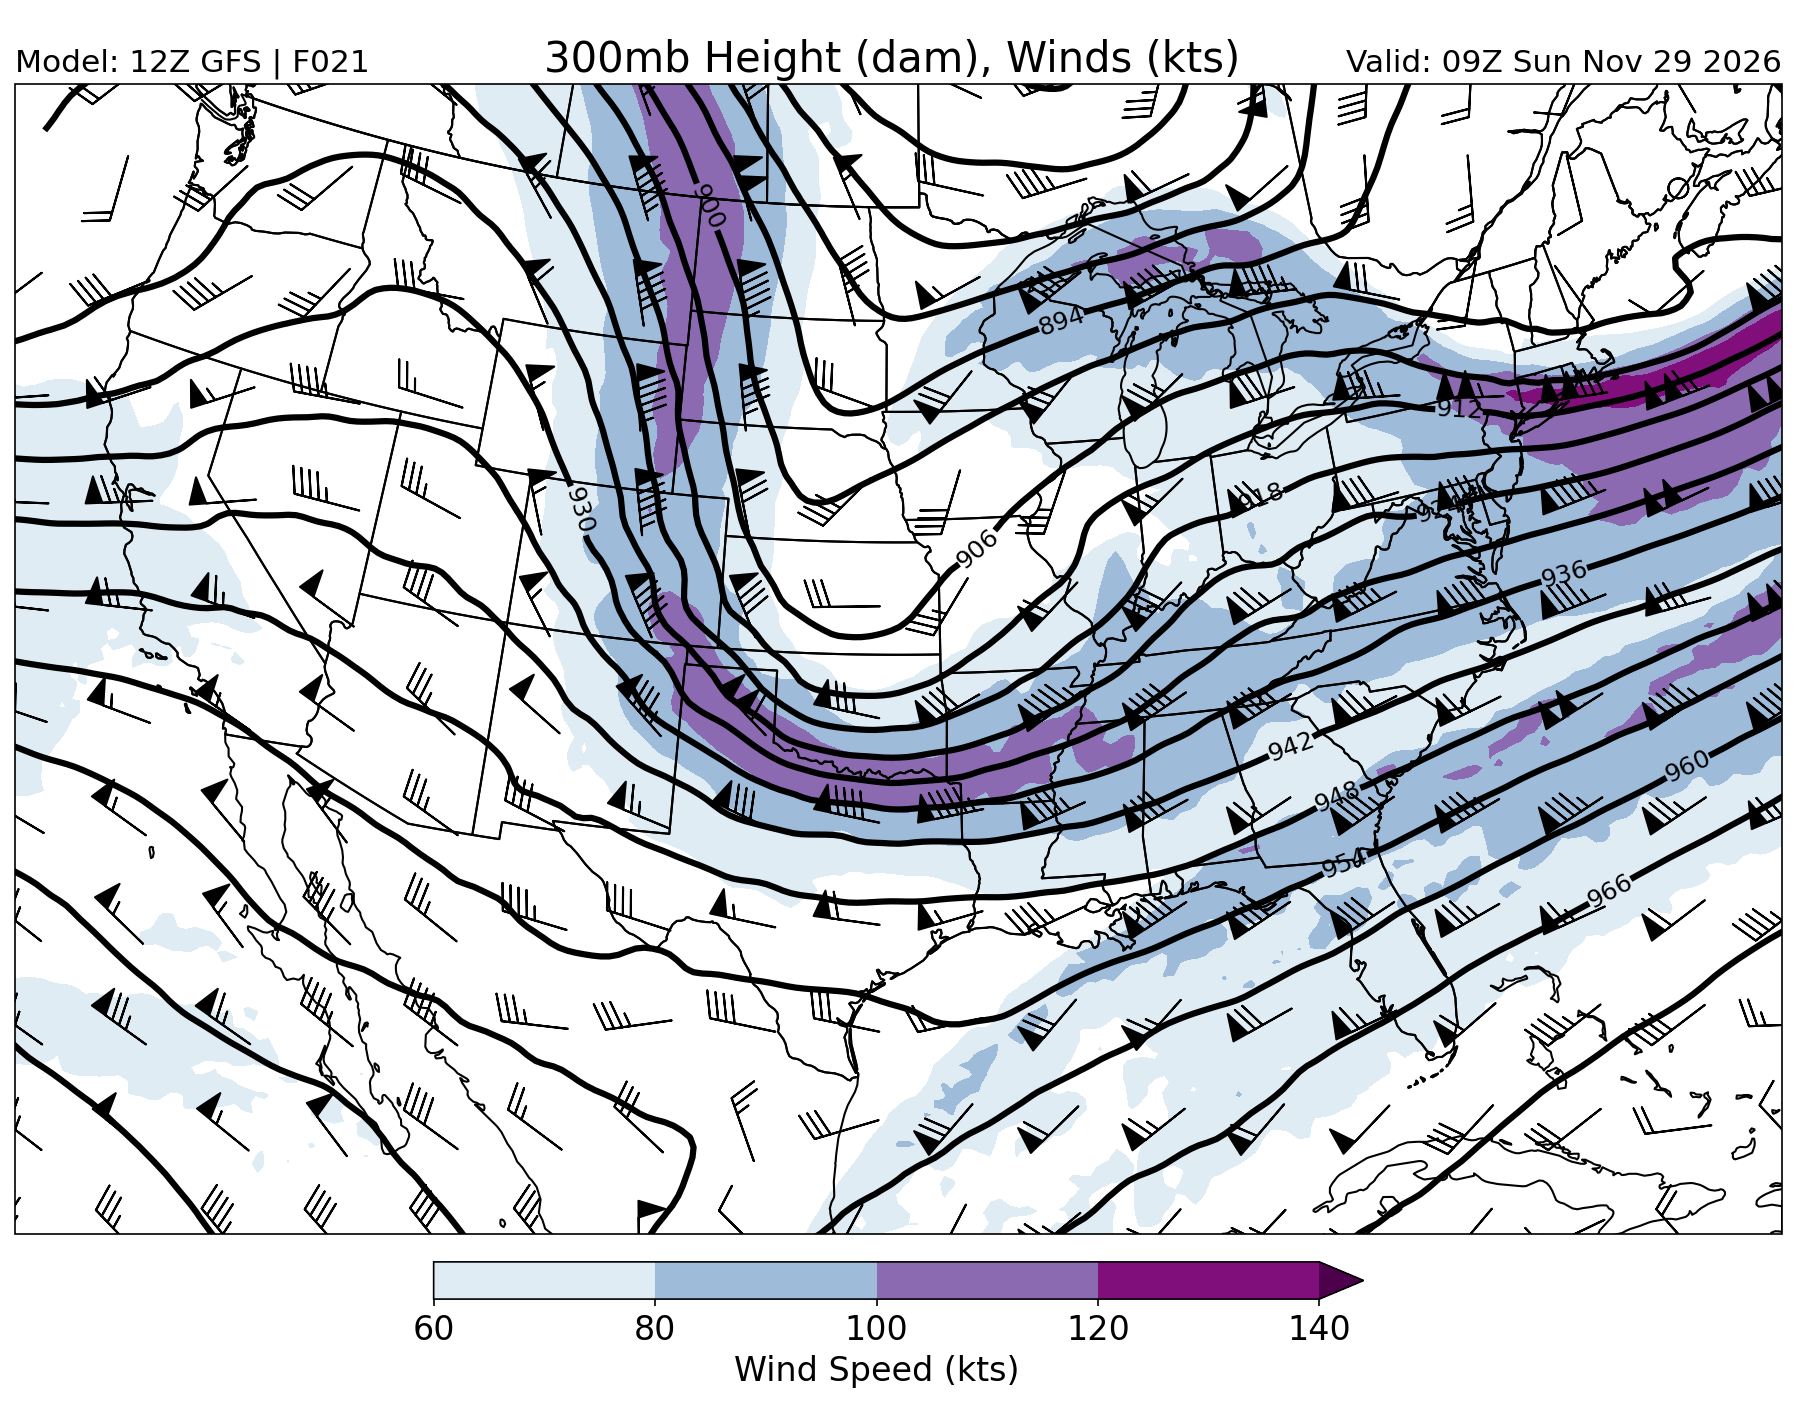 Model: 12Z GFS | F021
300mb Height (dam), Winds (kts)
Valid: 09Z Sun Nov 29 2026
900
894
912
930
918
924
906
936
942
948
960
954
966
60 80 100 120 140
Wind Speed (kts)